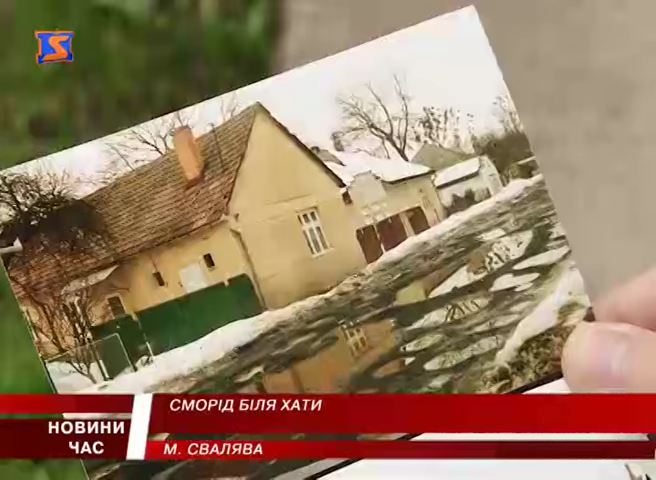 S
СМОРІД БІЛЯ ХАТИ
НОВИНИ
ЧАС
М. СВАЛЯВА